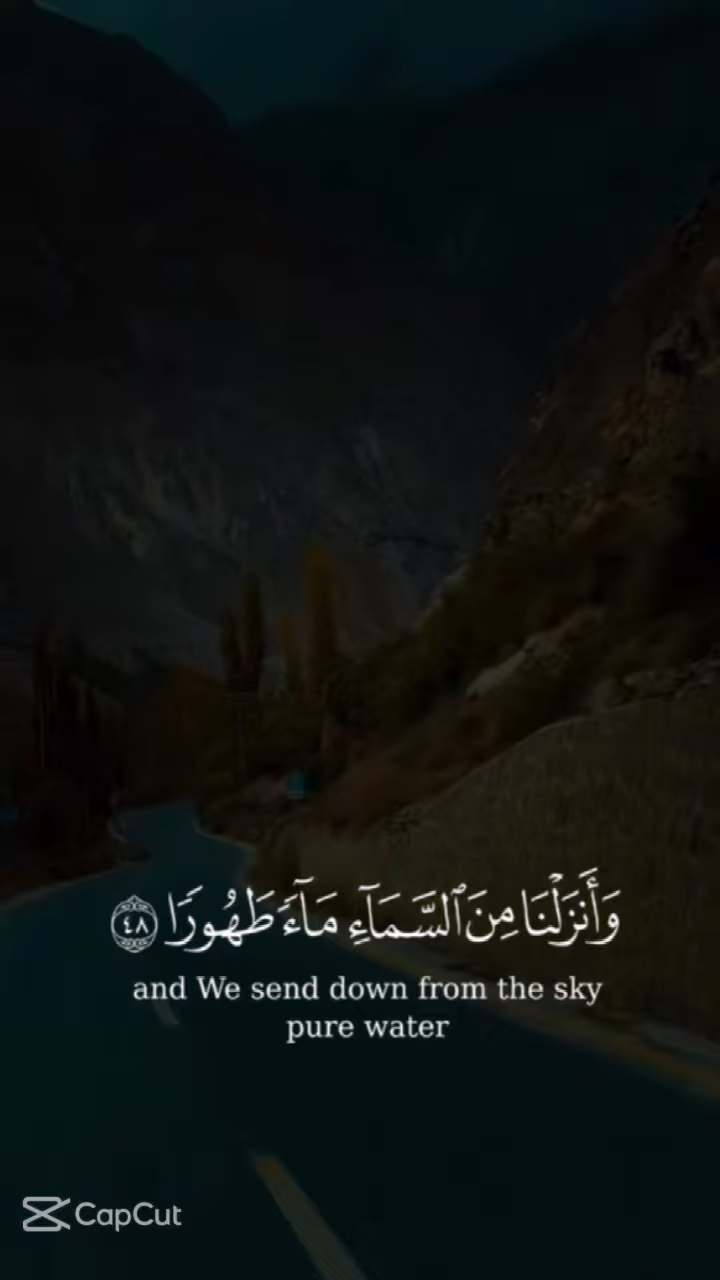 وَأَنزَلْنَا مِنَ ٱلسَّمَآءِ مَآءً طَهُورًا ٤٨
and We send down from the sky
pure water
CapCut